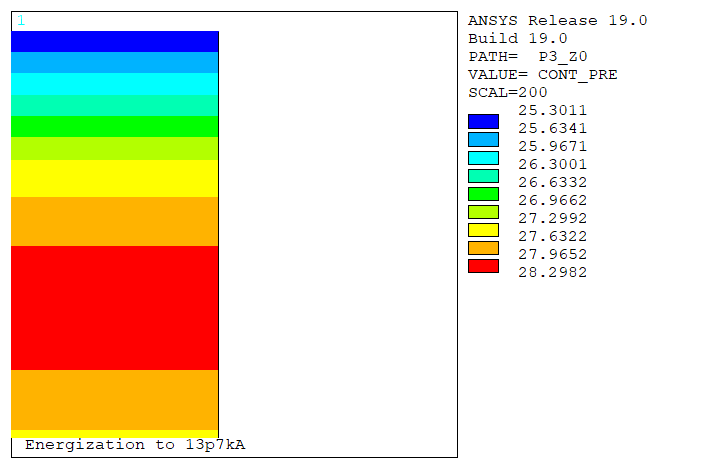 1
ANSYS Release 19.0
Build 19.0
PATH= P3_Z0
VALUE= CONT_PRE
SCAL=200
25.3011
25.6341
25.9671
26.3001
26.6332
26.9662
27.2992
27.6322
27.9652
28.2982
Energization to 13p7kA